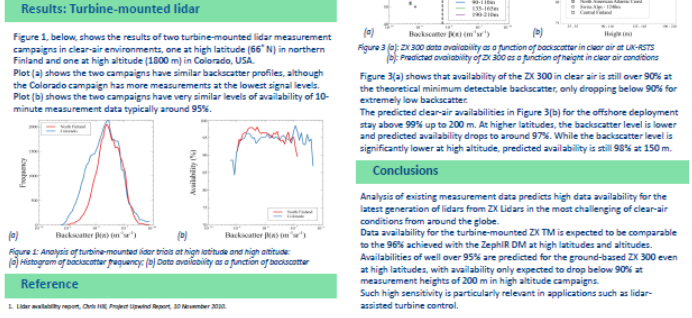 Results: Turbine-mounted lidar
Figure 1, below, shows the results of two turbine-mounted lidar measurement
campaigns in clear-air environments, one at high latitude (66° N) in northern
Finland and one at high altitude (1800 m) in Colorado, USA.
Plot (a) shows the two campaigns have similar backscatter profiles, although
the Colorado campaign has more measurements at the lowest signal levels.
Plot (b) shows the two campaigns have very similar levels of availability of 10-
minute measurement data typically around 95%.
North Finland
Colorado
Frequency
Backscatter β(π) (m⁻¹sr⁻¹)
(a)
Availability (%)
North Finland
Colorado
Backscatter β(π) (m⁻¹sr⁻¹)
(b)
Figure 1: Analysis of turbine-mounted lidar trials at high latitude and high altitude:
(a) Histogram of backscatter frequency; (b) Data availability as a function of backscatter
Reference
1. Lidar availability report, Chris Hill, Project Upwind Report, 10 November 2010.
90-110m
135-165m
190-210m
Backscatter β(π) (m⁻¹sr⁻¹)
(a)
North American Atlantic Coast
Swiss Alps - 1200m
Central Finland
Height (m)
(b)
Figure 3 (a): ZX 300 data availability as a function of backscatter in clear air at UK-RSTS
(b): Predicted availability of ZX 300 as a function of height in clear air conditions
Figure 3(a) shows that availability of the ZX 300 in clear air is still over 90% at
the theoretical minimum detectable backscatter, only dropping below 90% for
extremely low backscatter.
The predicted clear-air availabilities in Figure 3(b) for the offshore deployment
stay above 99% up to 200 m. At higher latitudes, the backscatter level is lower
and predicted availability drops to around 97%. While the backscatter level is
significantly lower at high altitude, predicted availability is still 98% at 150 m.
Conclusions
Analysis of existing measurement data predicts high data availability for the
latest generation of lidars from ZX Lidars in the most challenging of clear-air
conditions from around the globe.
Data availability for the turbine-mounted ZX TM is expected to be comparable
to the 96% achieved with the ZephIR DM at high latitudes and altitudes.
Availabilities of well over 95% are predicted for the ground-based ZX 300 even
at high latitudes, with availability only expected to drop below 90% at
measurement heights of 200 m in high altitude campaigns.
Such high sensitivity is particularly relevant in applications such as lidar-
assisted turbine control.